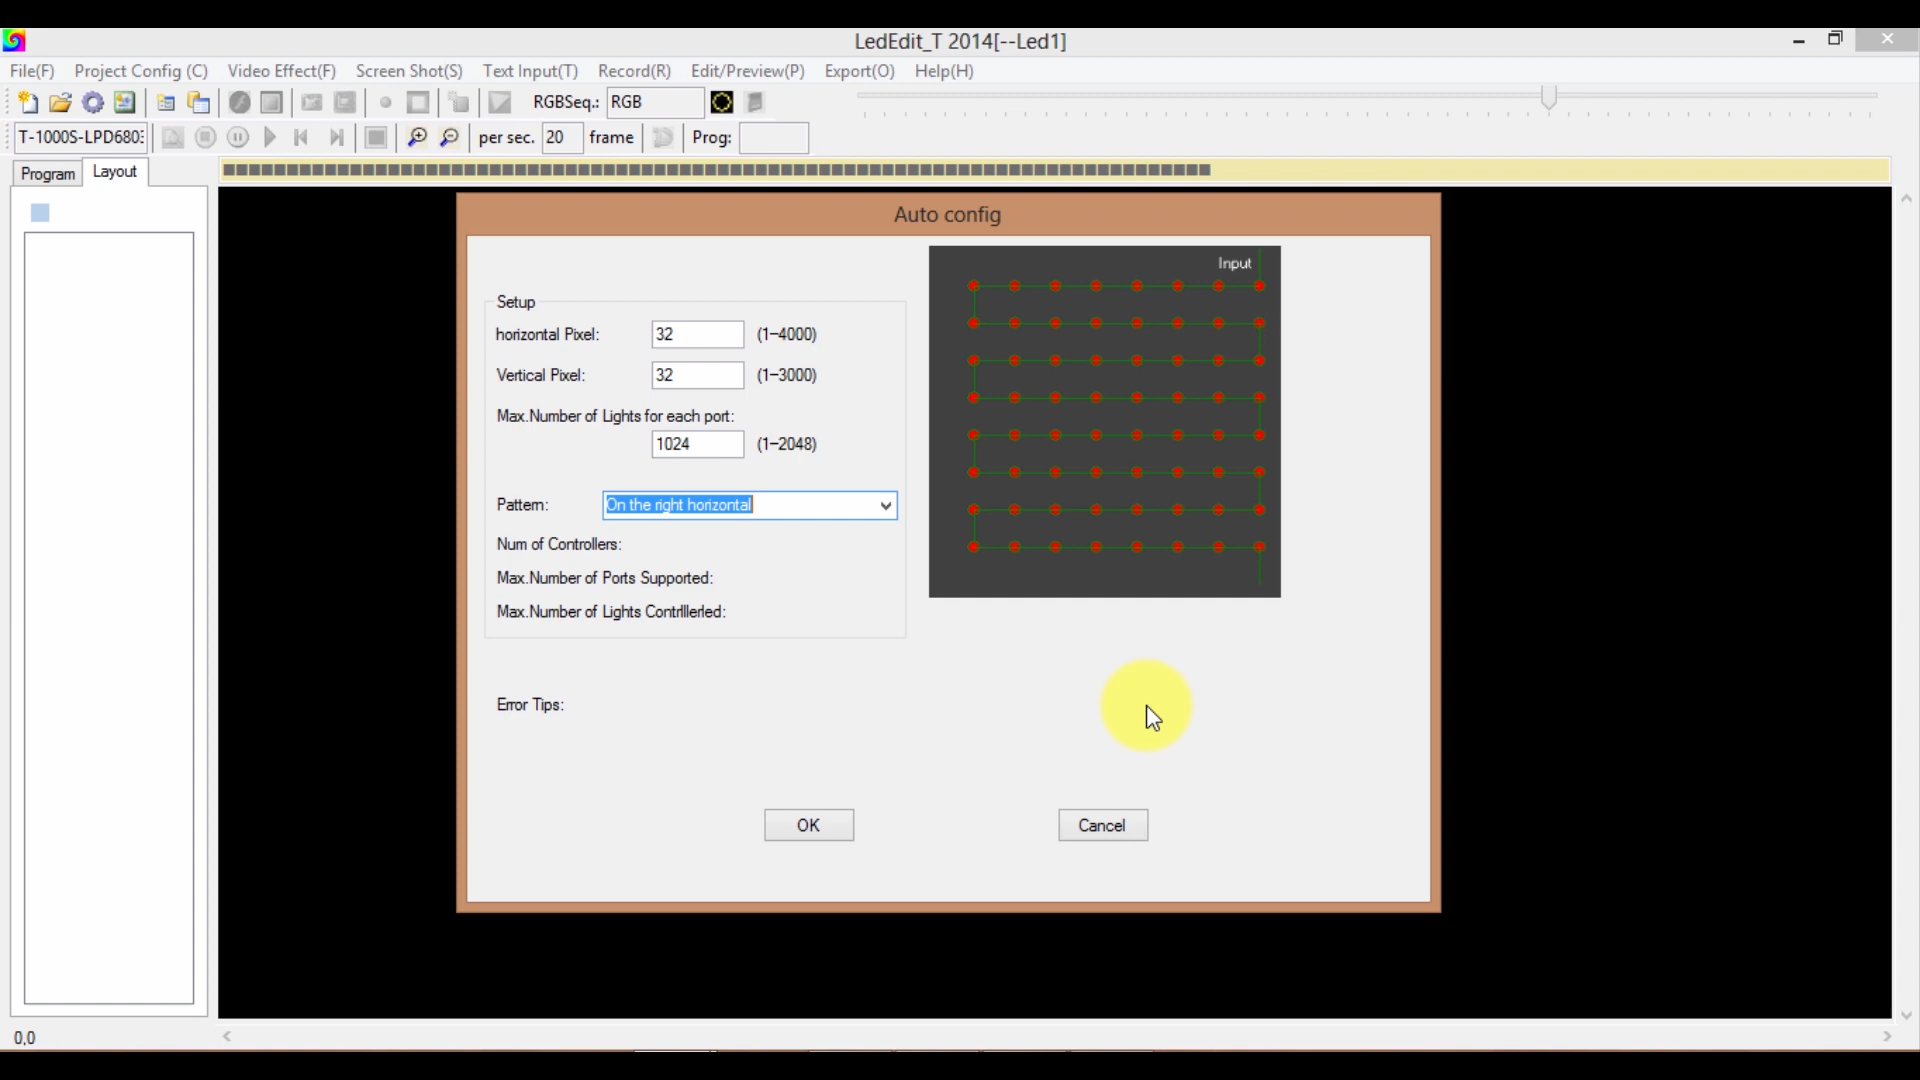 LedEdit_T 2014[--Led1]
File(F) Project Config (C) Video Effect(F) Screen Shot(S) Text Input(T) Record(R) Edit/Preview(P) Export(O) Help(H)
RGBSeq.: RGB
T-1000S-LPD680 per sec. 20 frame Prog:
Program Layout
Auto config
Input
Setup
horizontal Pixel: 32 (1-4000)
Vertical Pixel: 32 (1-3000)
Max.Number of Lights for each port:
1024 (1-2048)
Pattern: On the right horizontal
Num of Controllers:
Max.Number of Ports Supported:
Max.Number of Lights Contrlllerled:
Error Tips:
OK Cancel
0,0